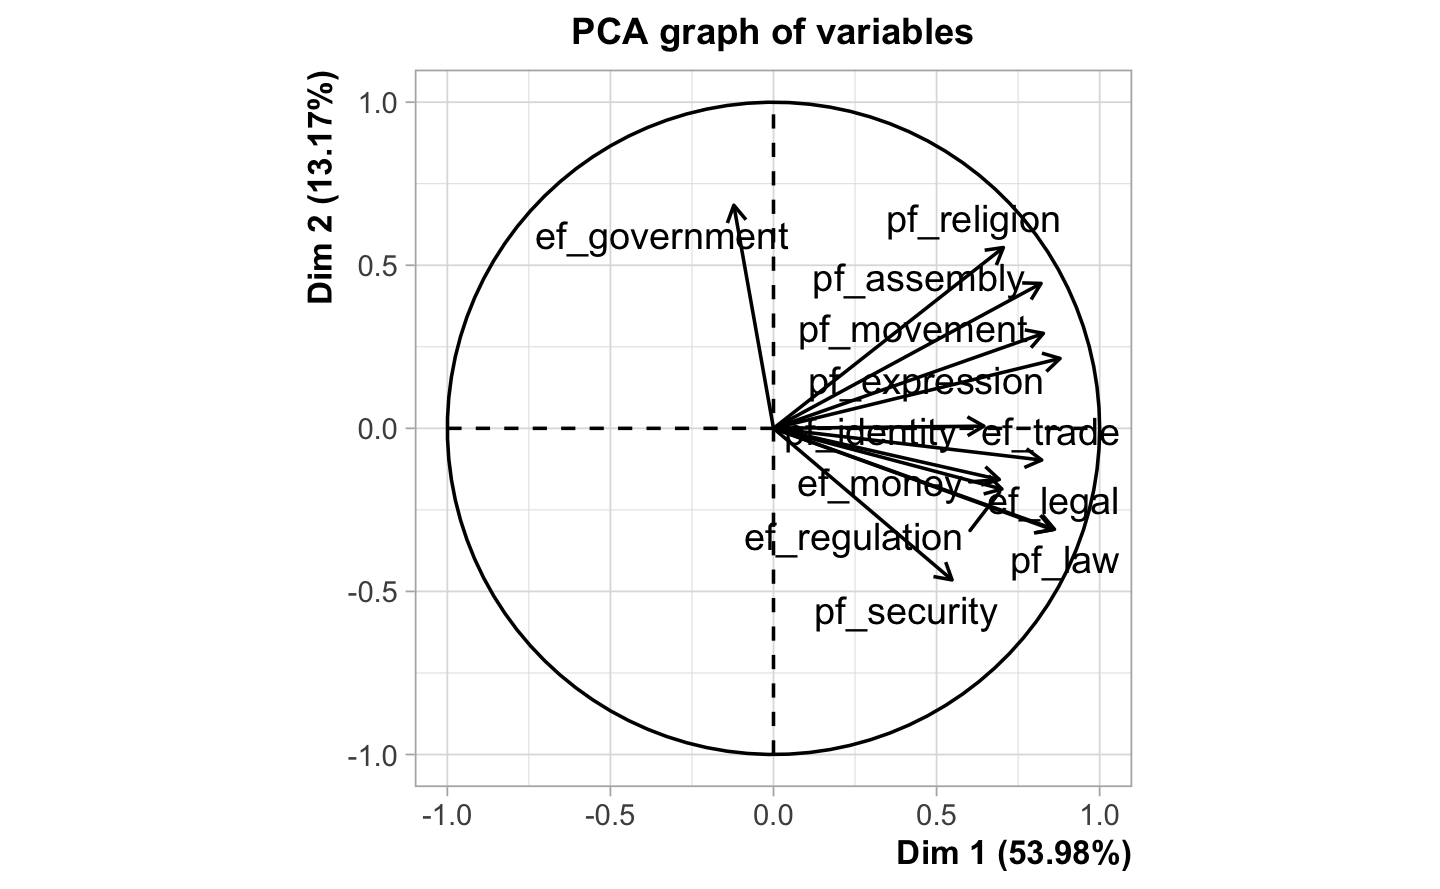 PCA graph of variables
Dim 2 (13.17%)
1.0
0.5
0.0
-0.5
-1.0
ef_government
pf_religion
pf_assembly
pf_movement
pf_expression
pf_identity
ef_trade
ef_money
ef_legal
ef_regulation
pf_law
pf_security
-1.0 -0.5 0.0 0.5 1.0
Dim 1 (53.98%)